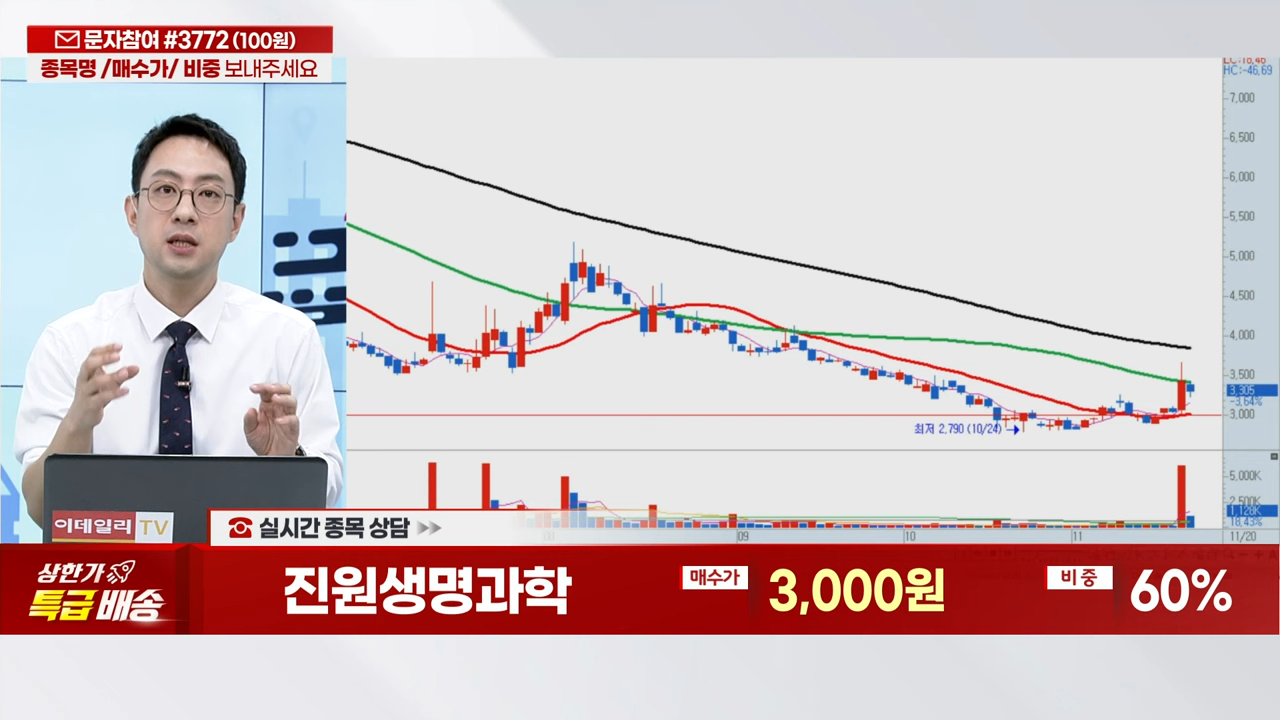 문자참여 #3772 (100원)
종목명 /매수가/ 비중 보내주세요
HC:-46,69
7,000
6,500
6,000
5,500
5,000
4,500
4,000
3,500
3,305
-3,64%
3,000
최저 2,790 (10/24)
5,000K
2,500K
1,120K
18,43%
09
10
11
11/20
이데일리 TV
실시간 종목 상담
상한가
특급 배송
진원생명과학
매수가
3,000원
비중
60%